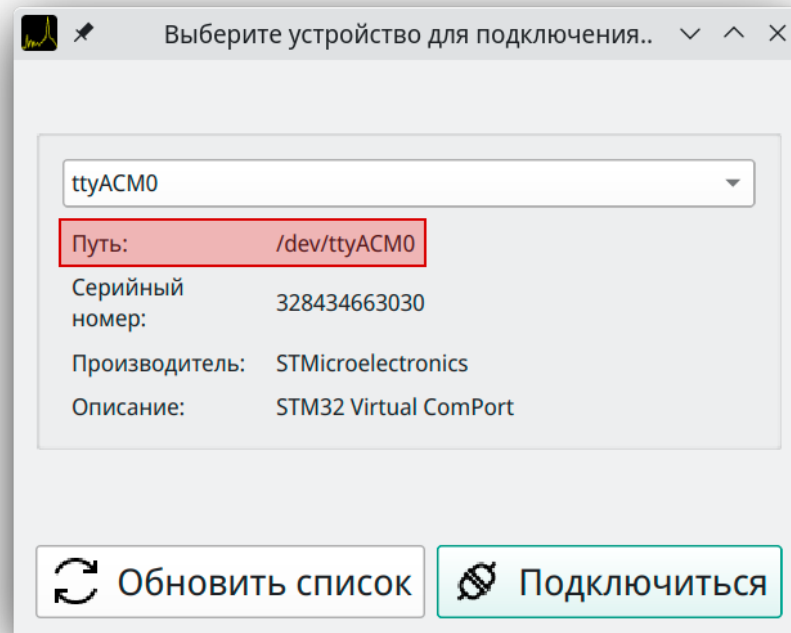 Выберите устройство для подключения..
ttyACM0
Путь: /dev/ttyACM0
Серийный
номер: 328434663030
Производитель: STMicroelectronics
Описание: STM32 Virtual ComPort
Обновить список Подключиться